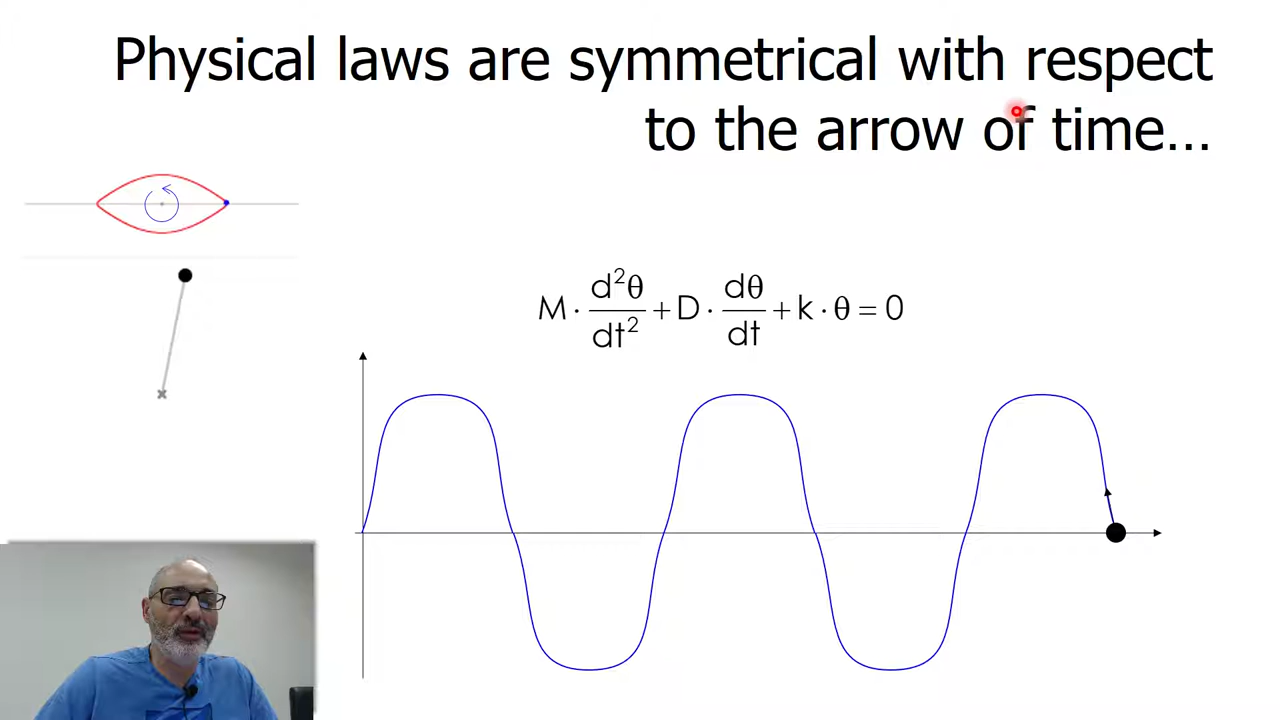 Physical laws are symmetrical with respect
to the arrow of time...
M · d²θ/dt² + D · dθ/dt + k · θ = 0